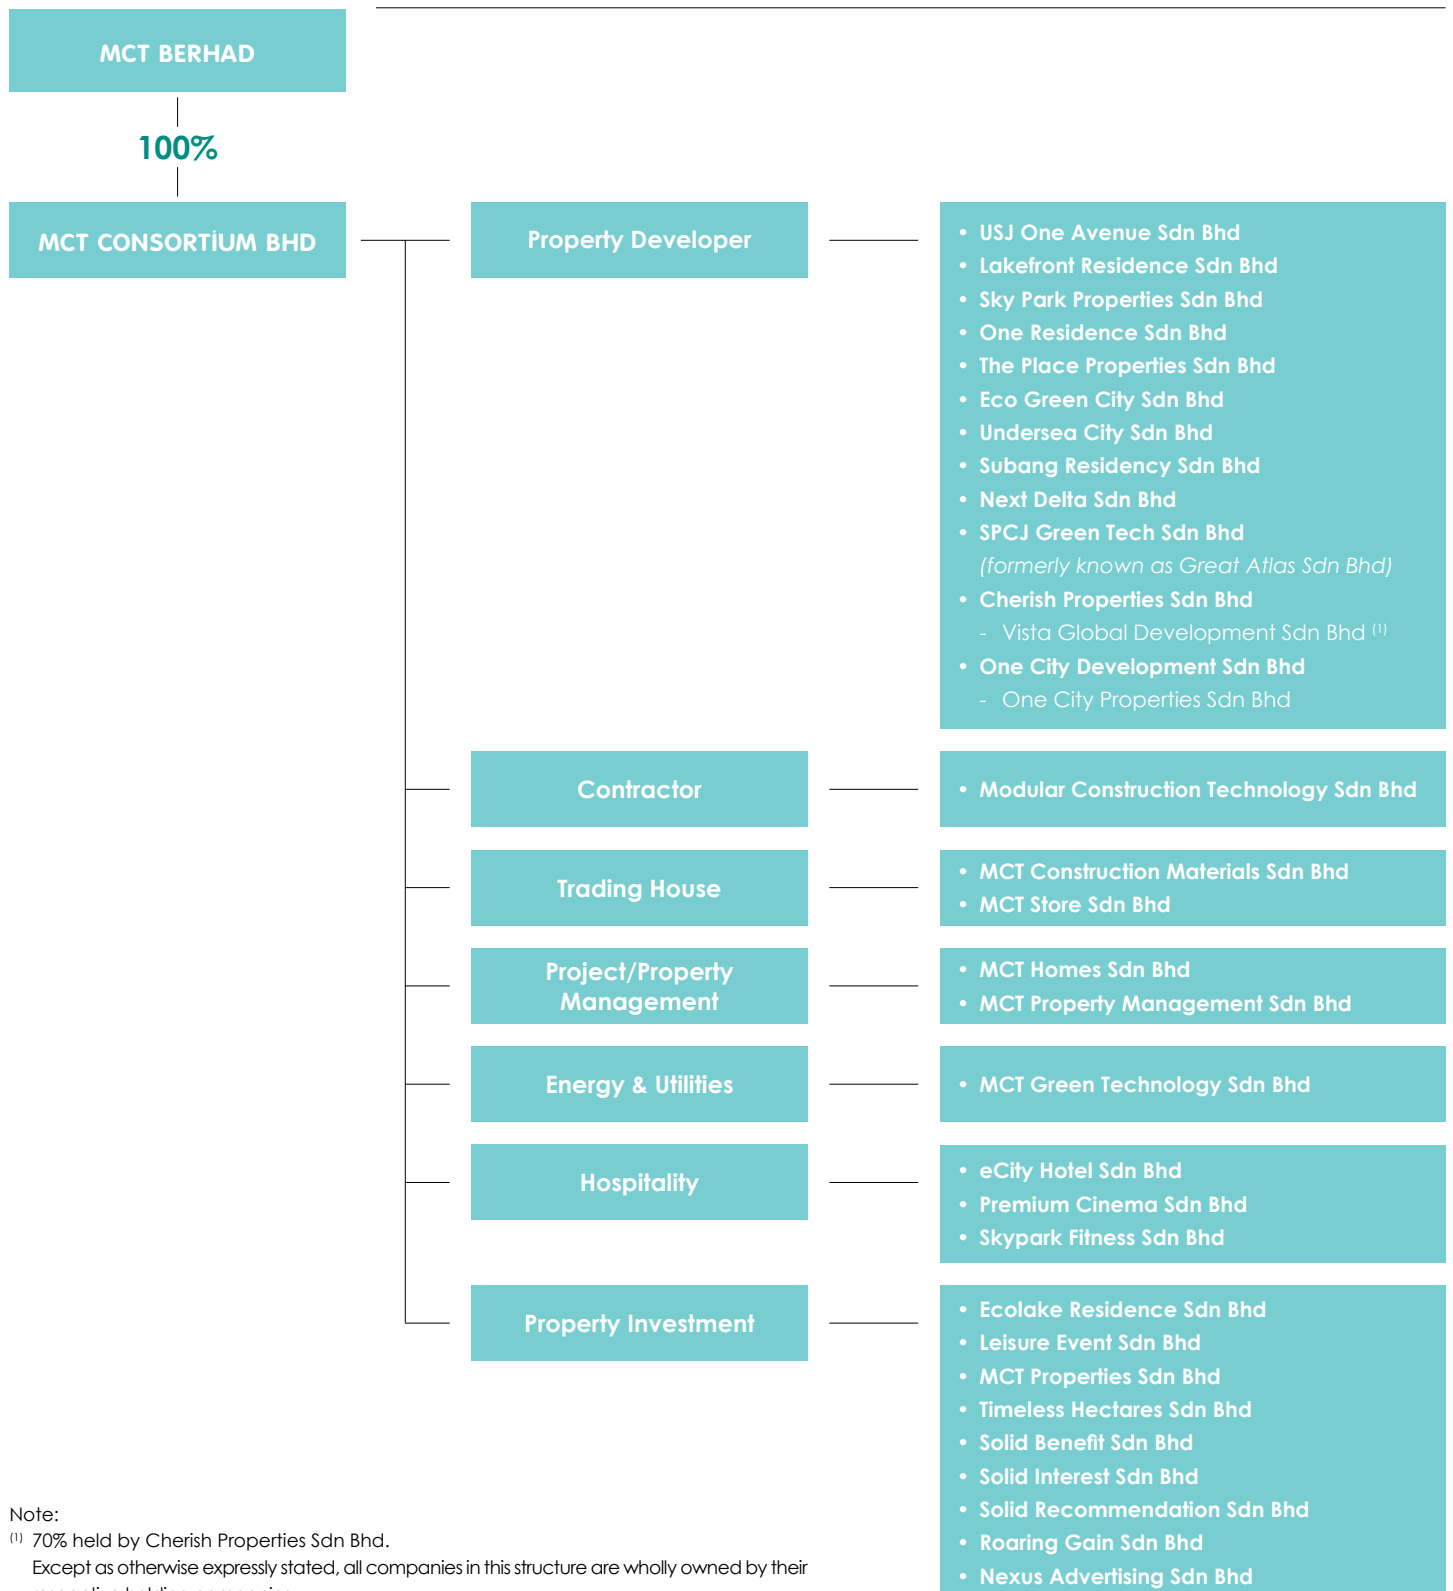 MCT BERHAD
100%
MCT CONSORTIUM BHD
Property Developer
• USJ One Avenue Sdn Bhd
• Lakefront Residence Sdn Bhd
• Sky Park Properties Sdn Bhd
• One Residence Sdn Bhd
• The Place Properties Sdn Bhd
• Eco Green City Sdn Bhd
• Undersea City Sdn Bhd
• Subang Residency Sdn Bhd
• Next Delta Sdn Bhd
• SPCJ Green Tech Sdn Bhd
(formerly known as Great Atlas Sdn Bhd)
• Cherish Properties Sdn Bhd
- Vista Global Development Sdn Bhd (1)
• One City Development Sdn Bhd
- One City Properties Sdn Bhd
Contractor
• Modular Construction Technology Sdn Bhd
Trading House
• MCT Construction Materials Sdn Bhd
• MCT Store Sdn Bhd
Project/Property
Management
• MCT Homes Sdn Bhd
• MCT Property Management Sdn Bhd
Energy & Utilities
• MCT Green Technology Sdn Bhd
Hospitality
• eCity Hotel Sdn Bhd
• Premium Cinema Sdn Bhd
• Skypark Fitness Sdn Bhd
Property Investment
• Ecolake Residence Sdn Bhd
• Leisure Event Sdn Bhd
• MCT Properties Sdn Bhd
• Timeless Hectares Sdn Bhd
• Solid Benefit Sdn Bhd
• Solid Interest Sdn Bhd
• Solid Recommendation Sdn Bhd
• Roaring Gain Sdn Bhd
• Nexus Advertising Sdn Bhd
Note:
(1) 70% held by Cherish Properties Sdn Bhd.
Except as otherwise expressly stated, all companies in this structure are wholly owned by their